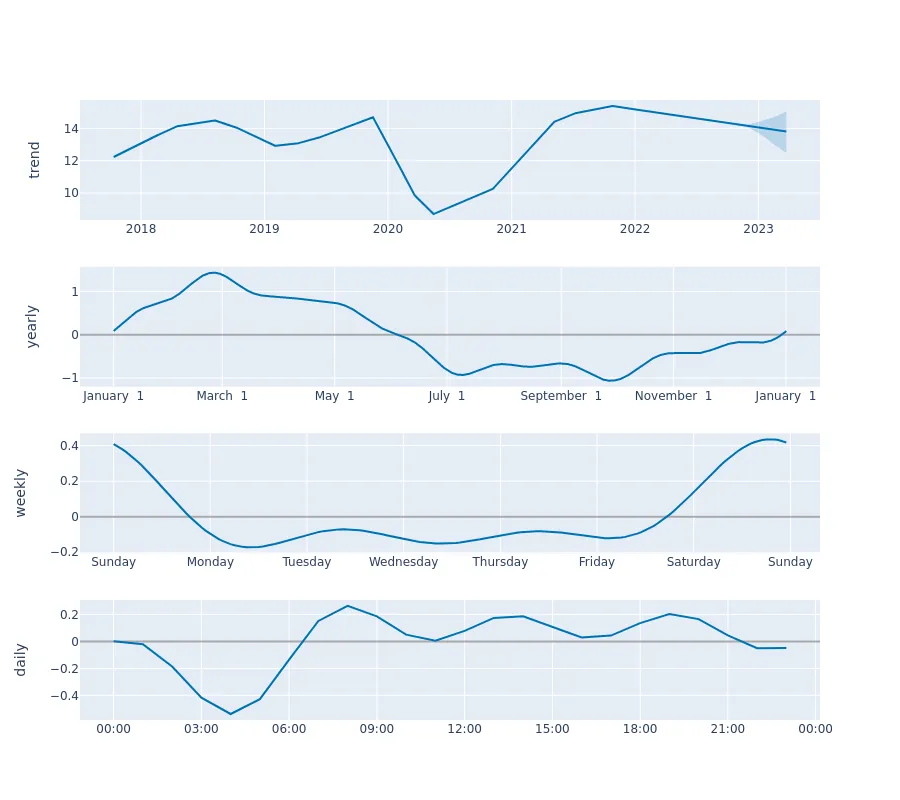 trend
14
12
10
2018 2019 2020 2021 2022 2023
yearly
1
0
−1
January 1 March 1 May 1 July 1 September 1 November 1 January 1
weekly
0.4
0.2
0
−0.2
Sunday Monday Tuesday Wednesday Thursday Friday Saturday Sunday
daily
0.2
0
−0.2
−0.4
00:00 03:00 06:00 09:00 12:00 15:00 18:00 21:00 00:00